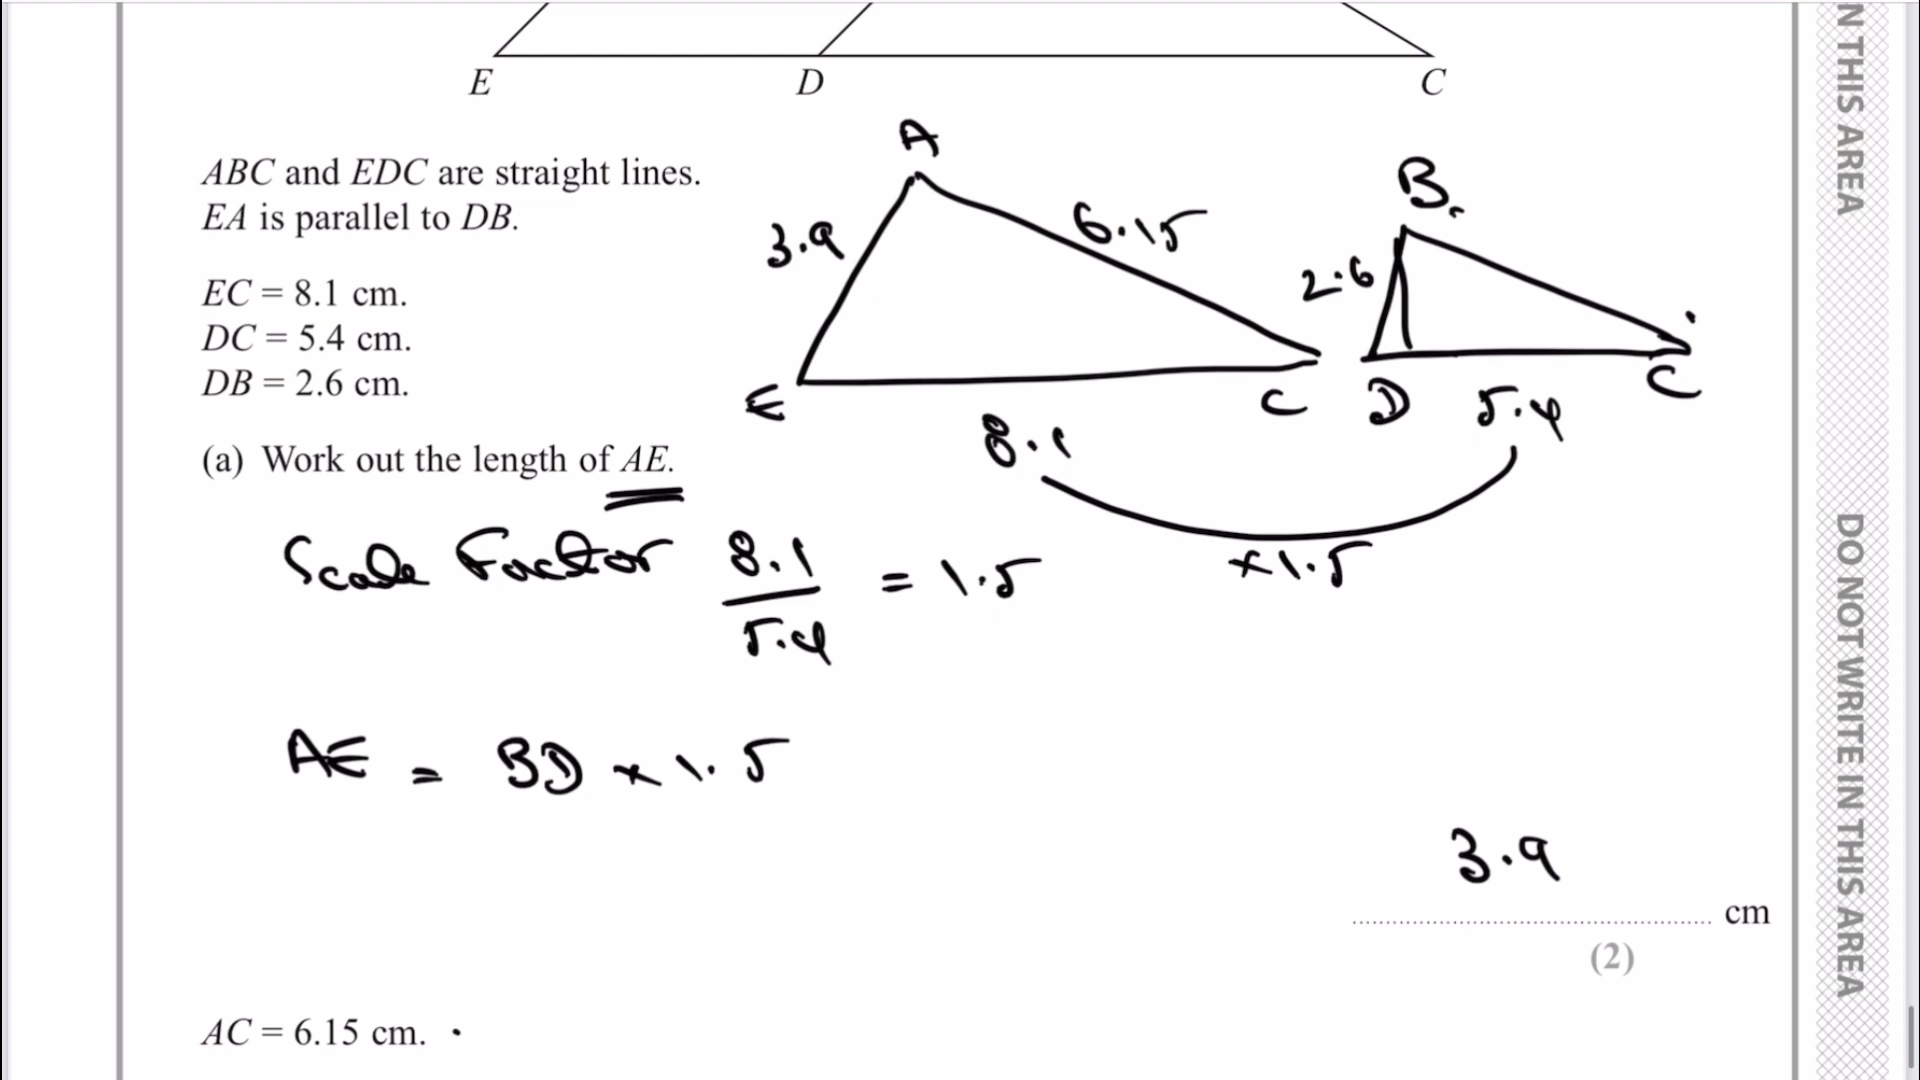 E D C
A
B
ABC and EDC are straight lines.
EA is parallel to DB.
3.9
6.15
2.6
EC = 8.1 cm.
DC = 5.4 cm.
DB = 2.6 cm.
E C D C
8.1 5.4
(a) Work out the length of AE.
Scale Factor 8.1/5.4 = 1.5
×1.5
AE = BD × 1.5
3.9
cm
(2)
AC = 6.15 cm.
N THIS AREA
DO NOT WRITE IN THIS AREA